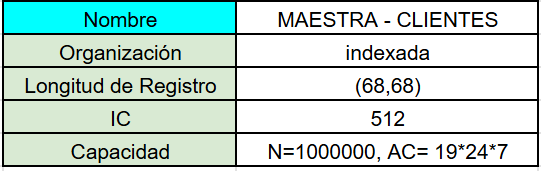 Nombre MAESTRA - CLIENTES
Organización indexada
Longitud de Registro (68,68)
IC 512
Capacidad N=1000000, AC= 19*24*7